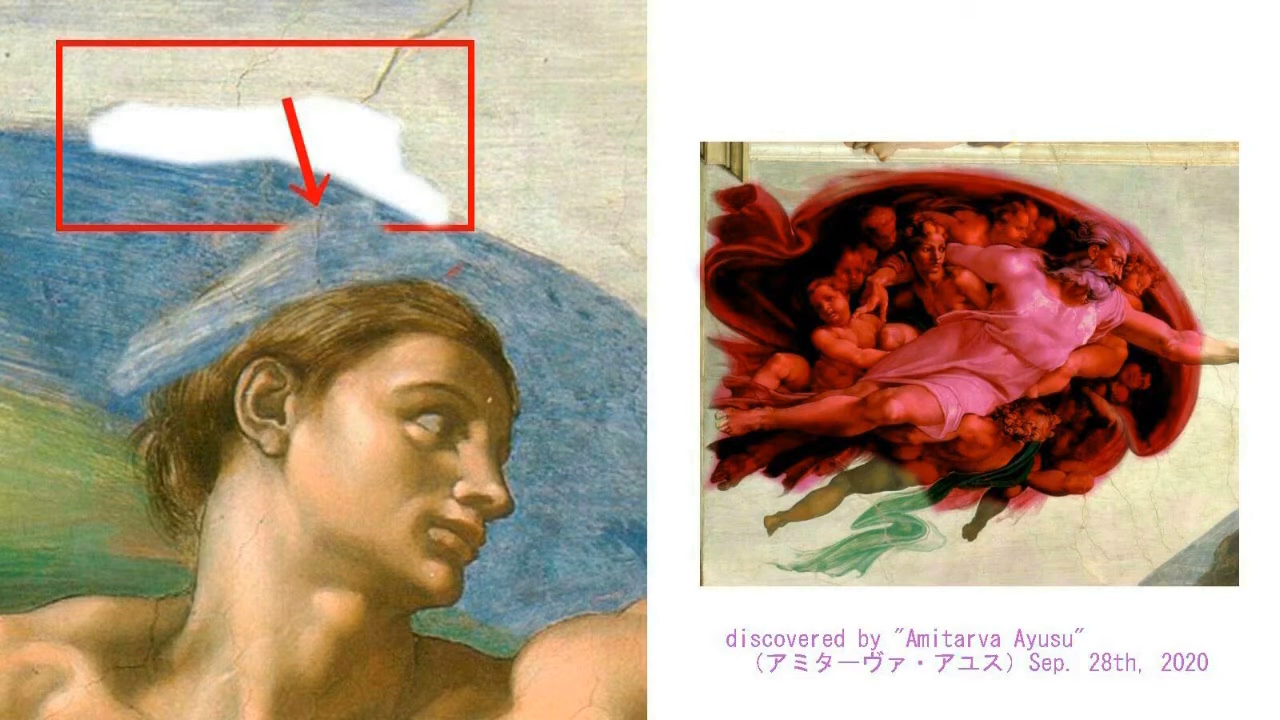 discovered by "Amitarva Ayusu"
(アミターヴァ・アユス) Sep. 28th, 2020